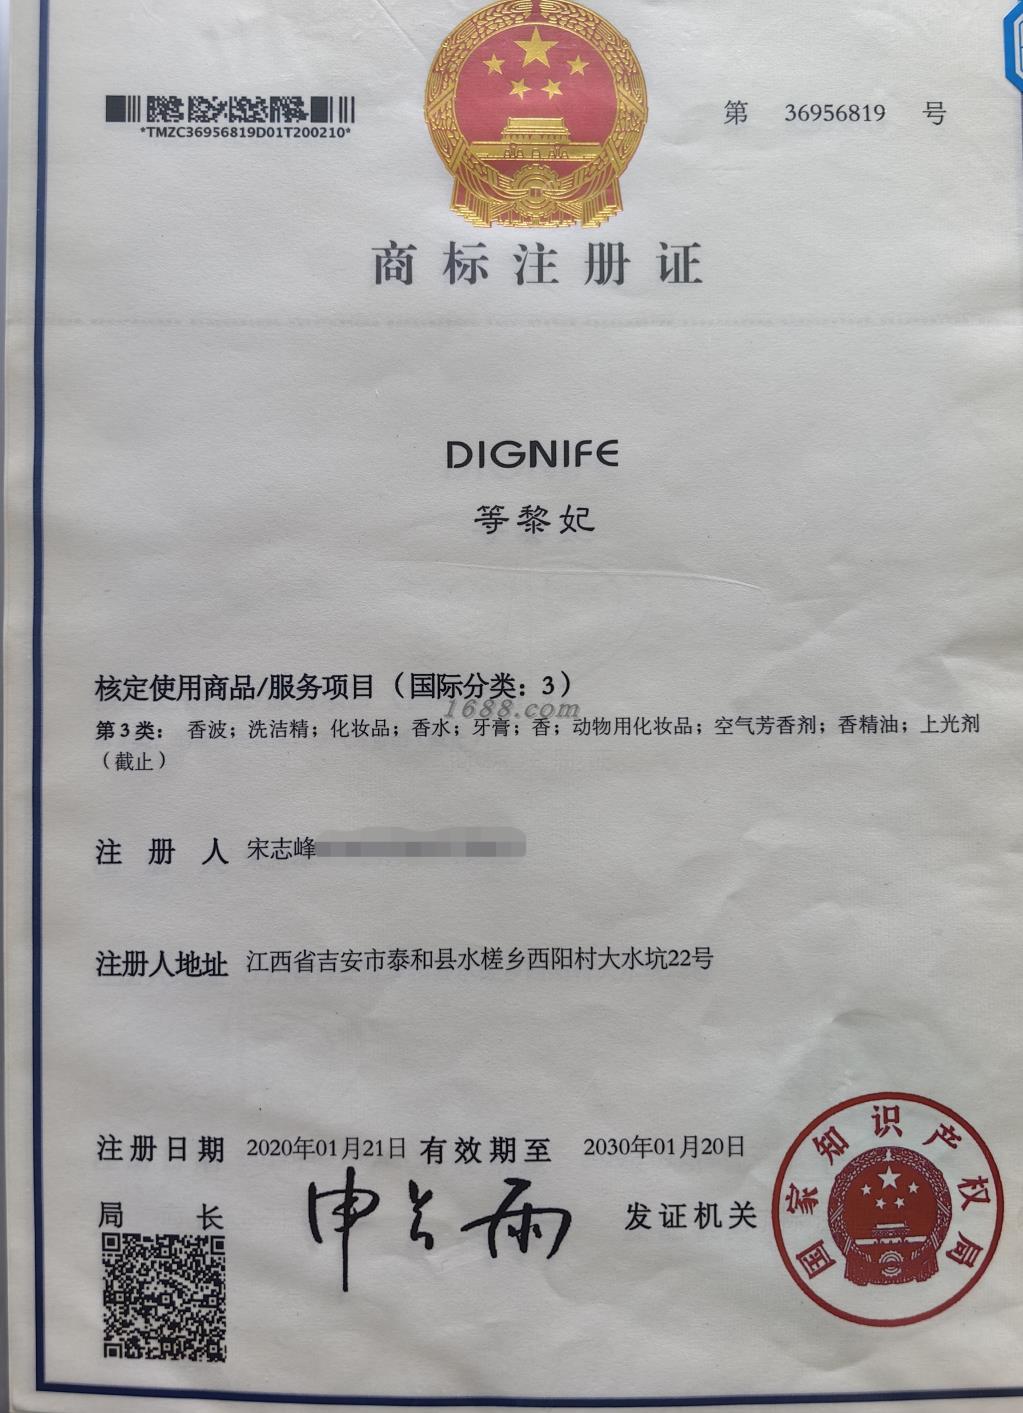 *TMZC36956819D01T200210*
第 36956819 号
商标注册证
DIGNIFE
等黎妃
核定使用商品/服务项目（国际分类：3）
1688.com
第3类： 香波；洗洁精；化妆品；香水；牙膏；香；动物用化妆品；空气芳香剂；香精油；上光剂
（截止）
注册人 宋志峰
注册人地址 江西省吉安市泰和县水槎乡西阳村大水坑22号
注册日期 2020年01月21日 有效期至 2030年01月20日
局长 申长雨 发证机关
国家知识产权局